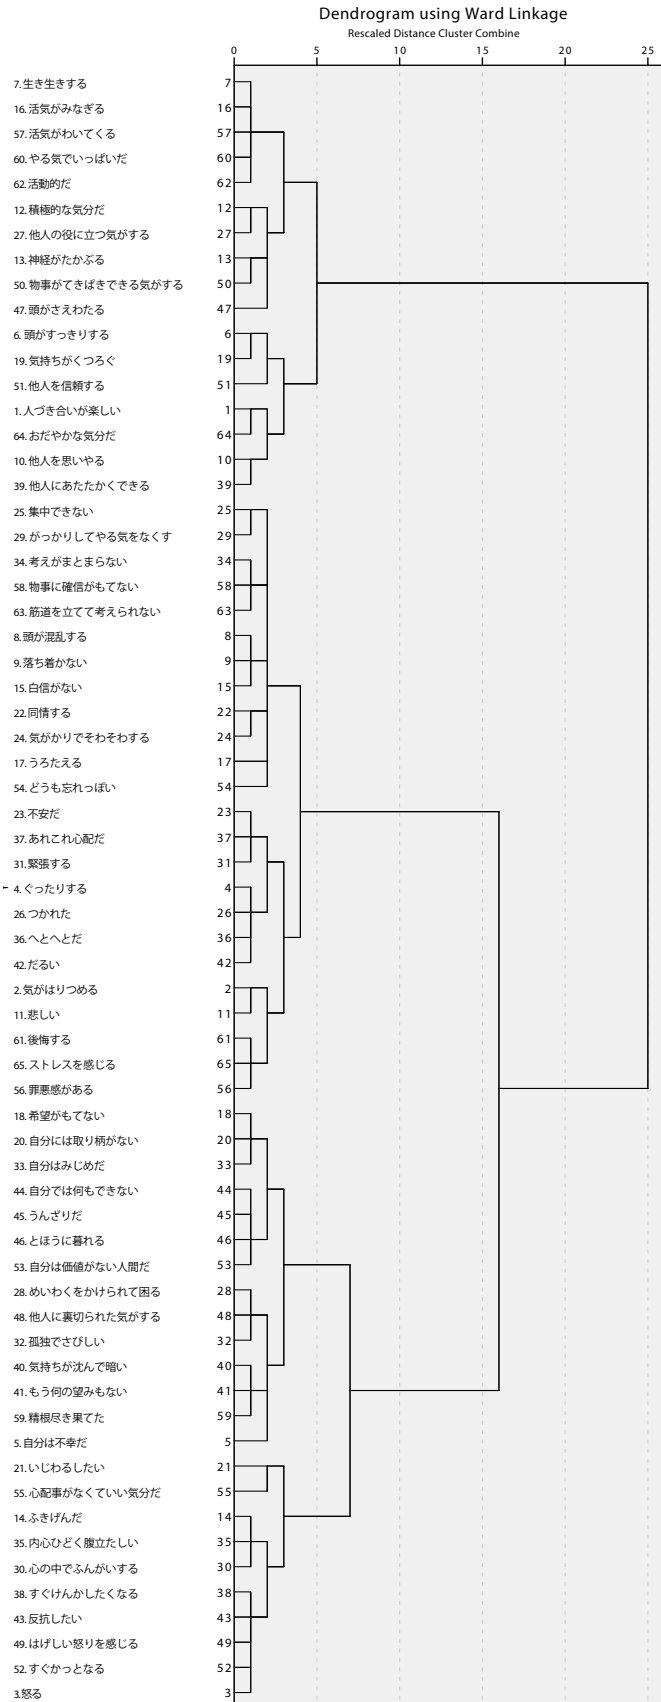 Dendrogram using Ward Linkage
Rescaled Distance Cluster Combine
0 5 10 15 20 25
7.生き生きする 7
16.活気がみなぎる 16
57.活気がわいてくる 57
60.やる気でいっぱいだ 60
62.活動的だ 62
12.積極的な気分だ 12
27.他人の役に立つ気がする 27
13.神経がたかぶる 13
50.物事がてきぱきできる気がする 50
47.頭がさえわたる 47
6.頭がすっきりする 6
19.気持ちがくつろぐ 19
51.他人を信頼する 51
1.人づき合いが楽しい 1
64.おだやかな気分だ 64
10.他人を思いやる 10
39.他人にあたたかくできる 39
25.集中できない 25
29.がっかりしてやる気をなくす 29
34.考えがまとまらない 34
58.物事に確信がもてない 58
63.筋道を立てて考えられない 63
8.頭が混乱する 8
9.落ち着かない 9
15.白信がない 15
22.同情する 22
24.気がかりでそわそわする 24
17.うろたえる 17
54.どうも忘れっぽい 54
23.不安だ 23
37.あれこれ心配だ 37
31.緊張する 31
4.ぐったりする 4
26.つかれた 26
36.へとへとだ 36
42.だるい 42
2.気がはりつめる 2
11.悲しい 11
61.後悔する 61
65.ストレスを感じる 65
56.罪悪感がある 56
18.希望がもてない 18
20.自分には取り柄がない 20
33.自分はみじめだ 33
44.自分では何もできない 44
45.うんざりだ 45
46.とほうに暮れる 46
53.自分は価値がない人間だ 53
28.めいわくをかけられて困る 28
48.他人に裏切られた気がする 48
32.孤独でさびしい 32
40.気持ちが沈んで暗い 40
41.もう何の望みもない 41
59.精根尽き果てた 59
5.自分は不幸だ 5
21.いじわるしたい 21
55.心配事がなくていい気分だ 55
14.ふきげんだ 14
35.内心ひどく腹立たしい 35
30.心の中でふんがいする 30
38.すぐけんかしたくなる 38
43.反抗したい 43
49.はげしい怒りを感じる 49
52.すぐかっとなる 52
3.怒る 3